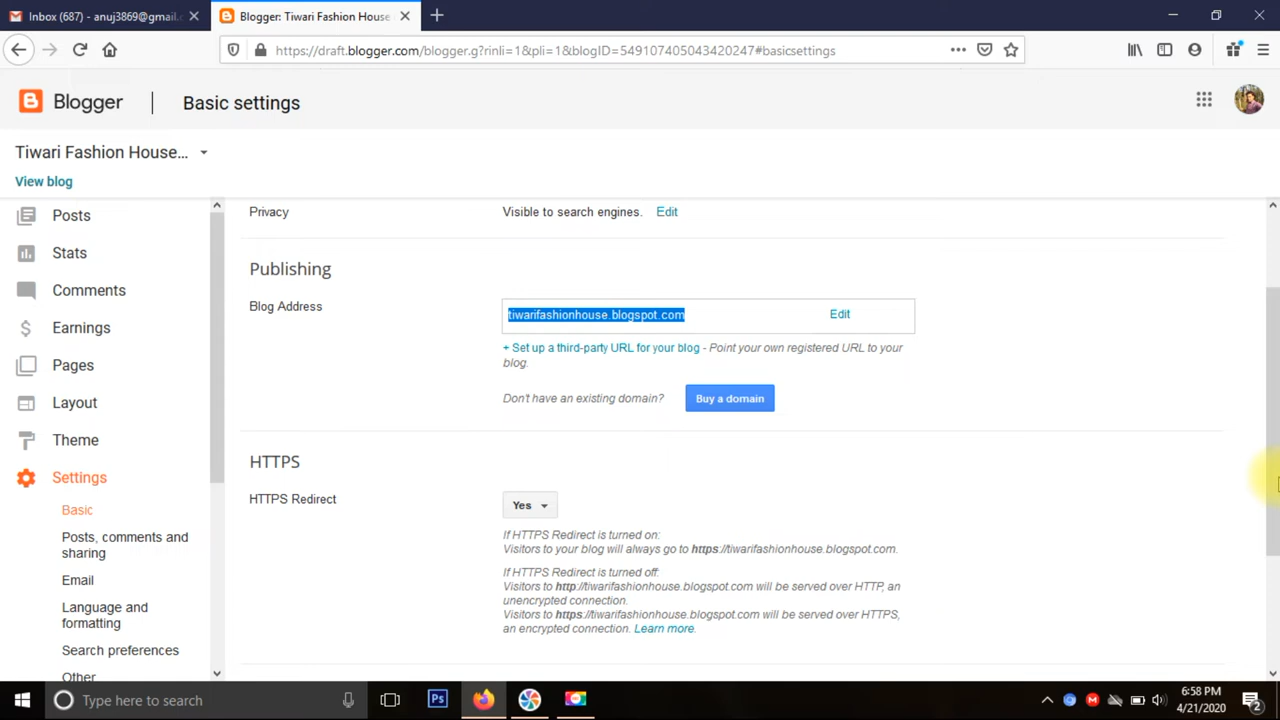 Inbox (687) - anuj3869@gmail.c
Blogger: Tiwari Fashion House
https://draft.blogger.com/blogger.g?rinli=1&pli=1&blogID=549107405043420247#basicsettings
Blogger
Basic settings
Tiwari Fashion House...
View blog
Posts
Stats
Comments
Earnings
Pages
Layout
Theme
Settings
Basic
Posts, comments and
sharing
Email
Language and
formatting
Search preferences
Other
Privacy
Visible to search engines. Edit
Publishing
Blog Address
tiwarifashionhouse.blogspot.com Edit
+ Set up a third-party URL for your blog - Point your own registered URL to your
blog.
Don't have an existing domain? Buy a domain
HTTPS
HTTPS Redirect
Yes
If HTTPS Redirect is turned on:
Visitors to your blog will always go to https://tiwarifashionhouse.blogspot.com.
If HTTPS Redirect is turned off:
Visitors to http://tiwarifashionhouse.blogspot.com will be served over HTTP, an
unencrypted connection.
Visitors to https://tiwarifashionhouse.blogspot.com will be served over HTTPS,
an encrypted connection. Learn more.
Type here to search
Ps
6:58 PM
4/21/2020
2